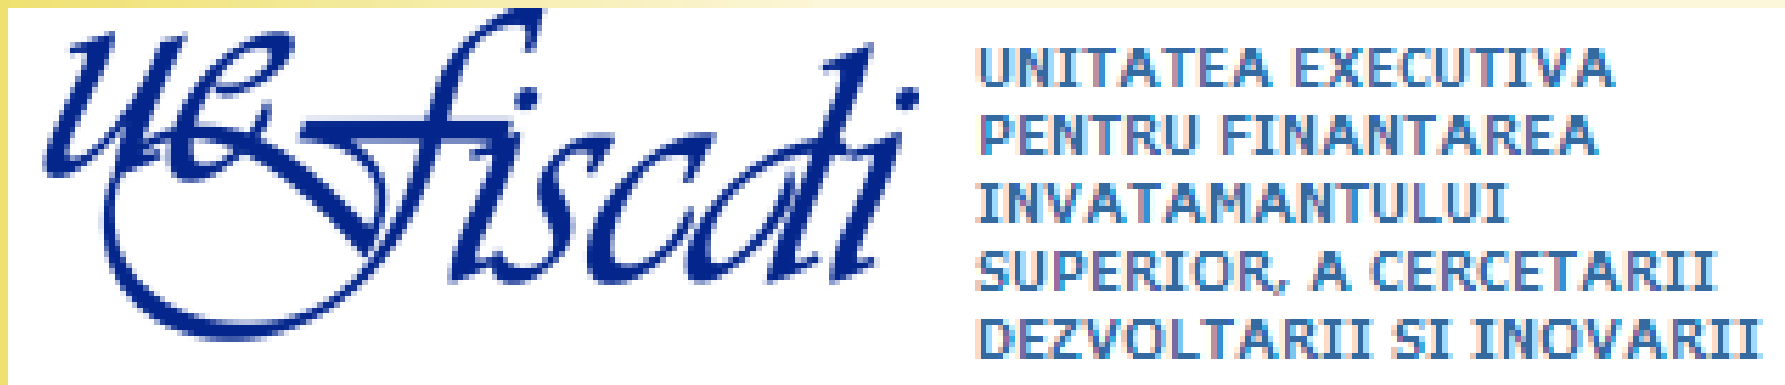 uefiscdi
UNITATEA EXECUTIVA
PENTRU FINANTAREA
INVATAMANTULUI
SUPERIOR, A CERCETARII
DEZVOLTARII SI INOVARII